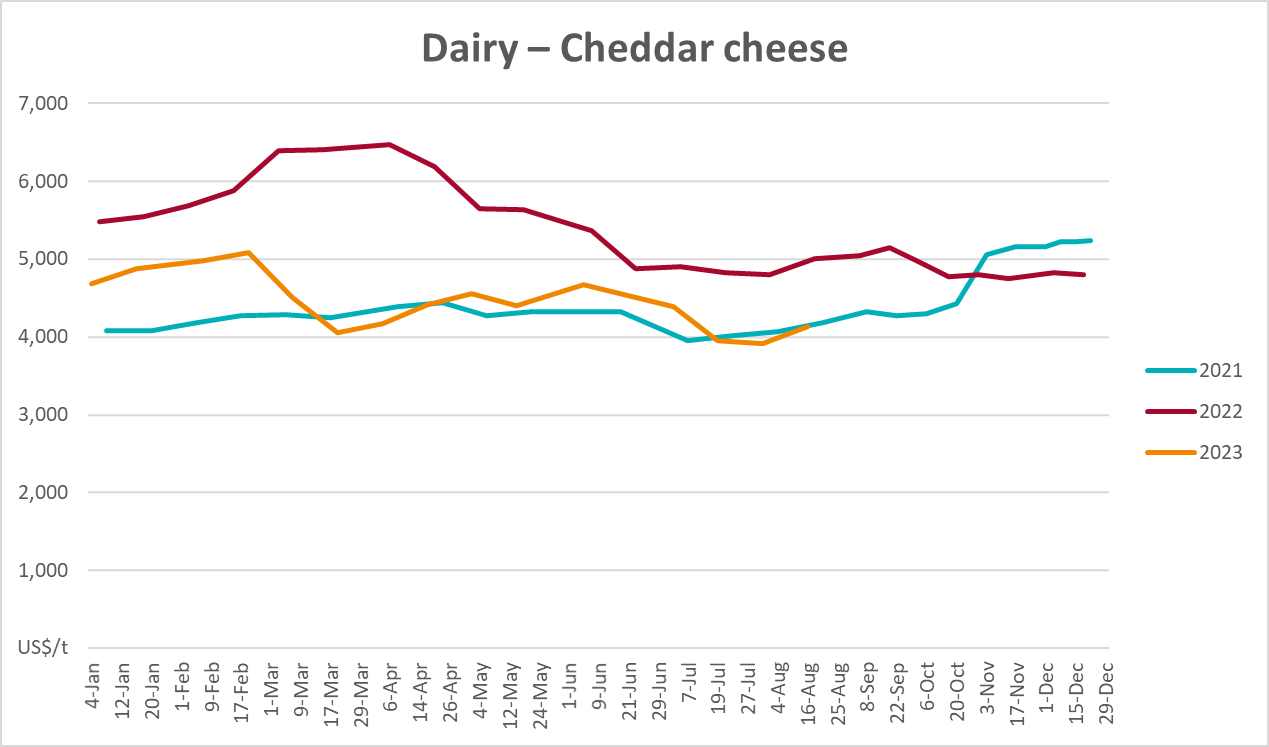 Dairy – Cheddar cheese
7,000
6,000
5,000
4,000
3,000
2,000
1,000
US$/t
4-Jan
12-Jan
20-Jan
1-Feb
9-Feb
17-Feb
1-Mar
9-Mar
17-Mar
29-Mar
6-Apr
14-Apr
26-Apr
4-May
12-May
24-May
1-Jun
9-Jun
21-Jun
29-Jun
7-Jul
19-Jul
27-Jul
4-Aug
16-Aug
25-Aug
8-Sep
22-Sep
6-Oct
20-Oct
3-Nov
17-Nov
1-Dec
15-Dec
29-Dec
2021
2022
2023